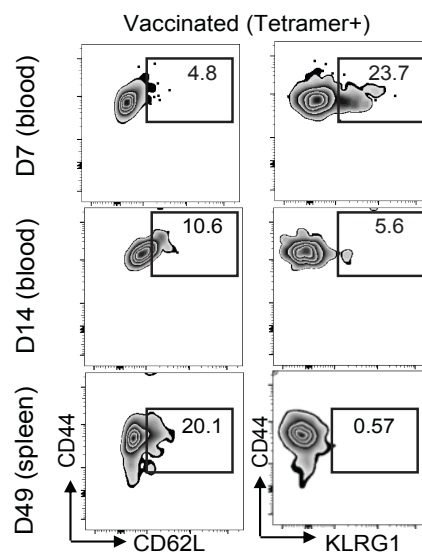 Vaccinated (Tetramer+)
D7 (blood)
4.8
23.7
D14 (blood)
10.6
5.6
D49 (spleen)
CD44
20.1
CD44
0.57
CD62L
KLRG1